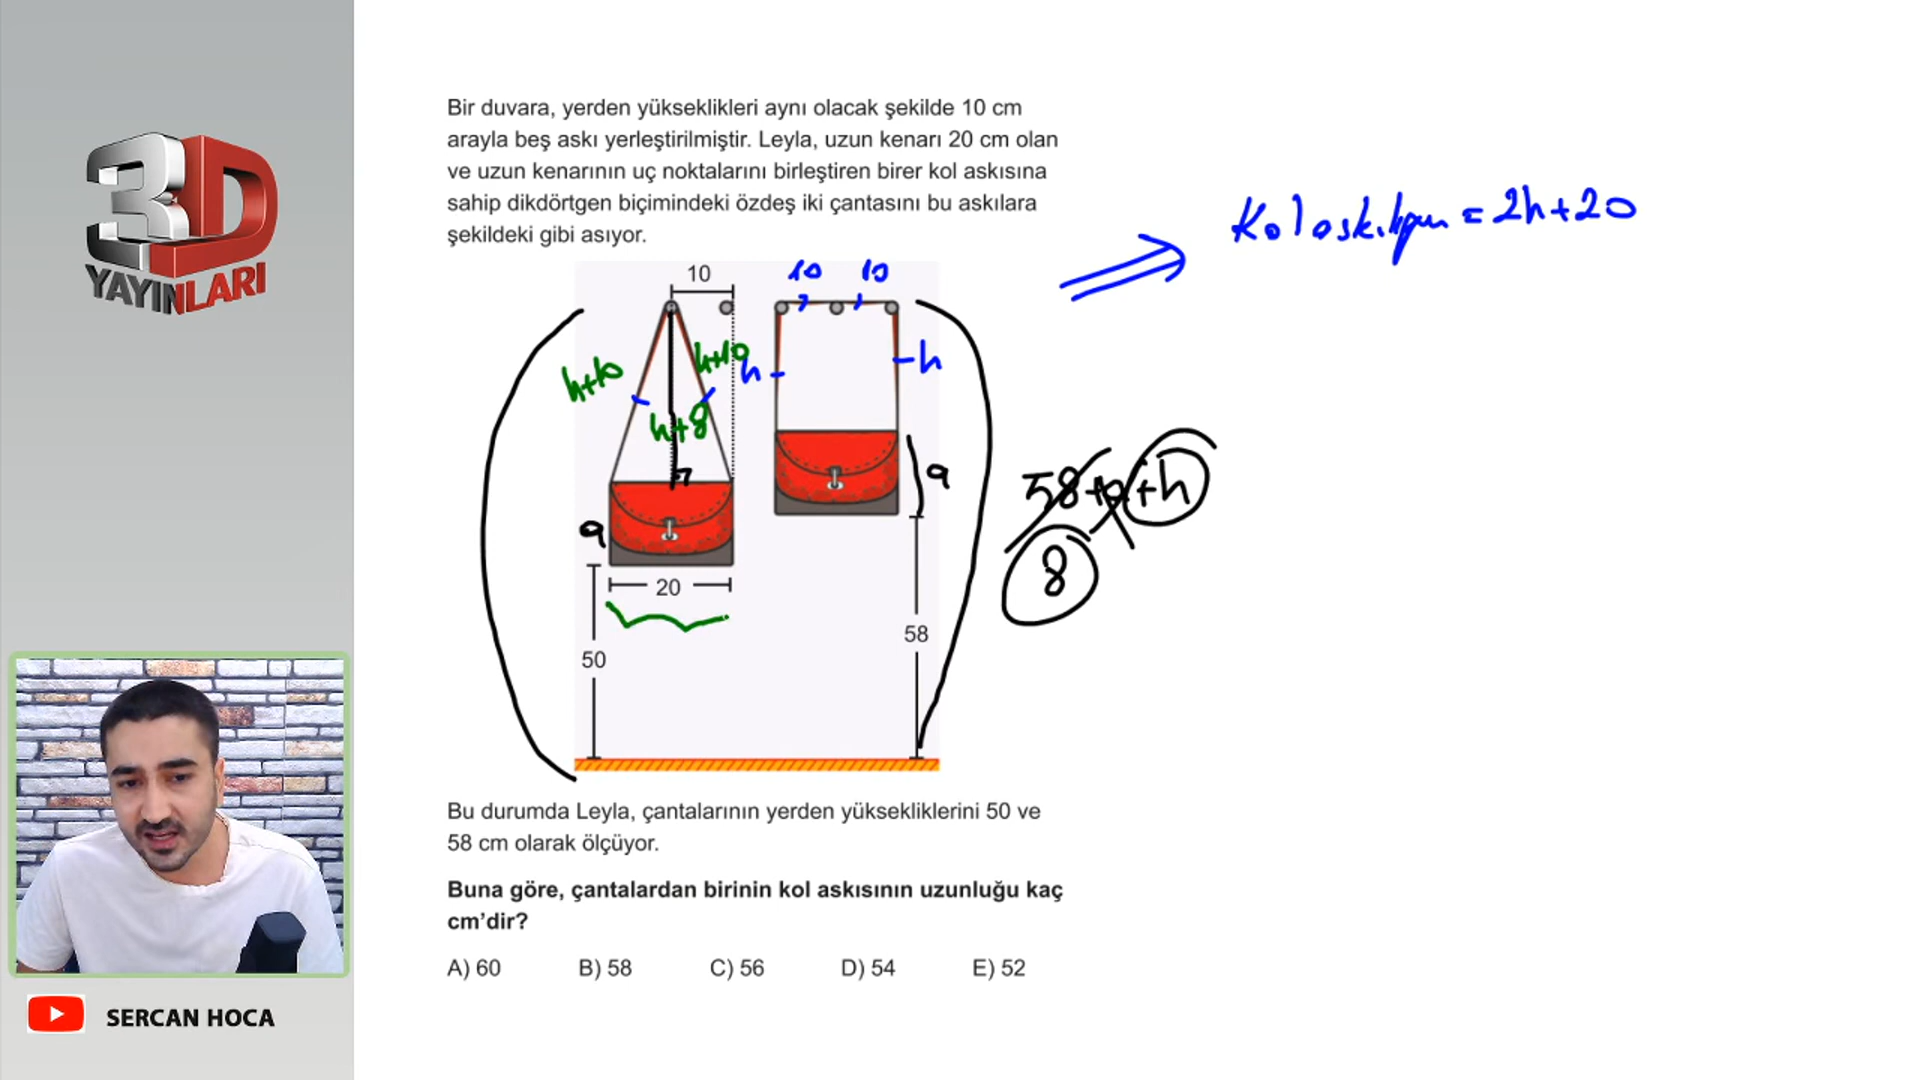 3D
YAYINLARI
Bir duvara, yerden yükseklikleri aynı olacak şekilde 10 cm
arayla beş askı yerleştirilmiştir. Leyla, uzun kenarı 20 cm olan
ve uzun kenarının uç noktalarını birleştiren birer kol askısına
sahip dikdörtgen biçimindeki özdeş iki çantasını bu askılara
şekildeki gibi asıyor.
Kol askılığın = 2h+20
10
10 10
h+10
h+10
h
h
h+8
a
a
58+a+h
8
20
50
58
Bu durumda Leyla, çantalarının yerden yüksekliklerini 50 ve
58 cm olarak ölçüyor.
Buna göre, çantalardan birinin kol askısının uzunluğu kaç
cm’dir?
A) 60 B) 58 C) 56 D) 54 E) 52
SERCAN HOCA